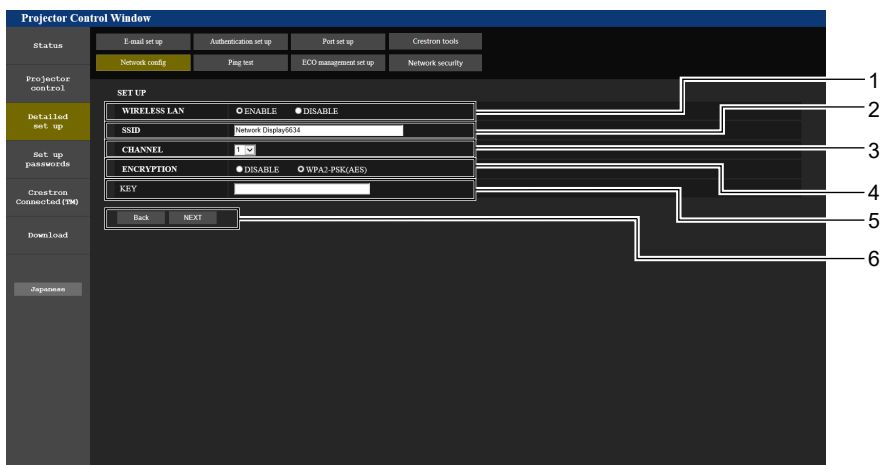 Projector Control Window
Status
Projector
control
Detailed
set up
Set up
passwords
Crestron
Connected(TM)
Download
Japanese
E-mail set up Authentication set up Port set up Crestron tools
Network config Ping test ECO management set up Network security
SET UP
WIRELESS LAN ENABLE DISABLE
SSID Network Display6634
CHANNEL 1
ENCRYPTION DISABLE WPA2-PSK(AES)
KEY
Back NEXT
1
2
3
4
5
6